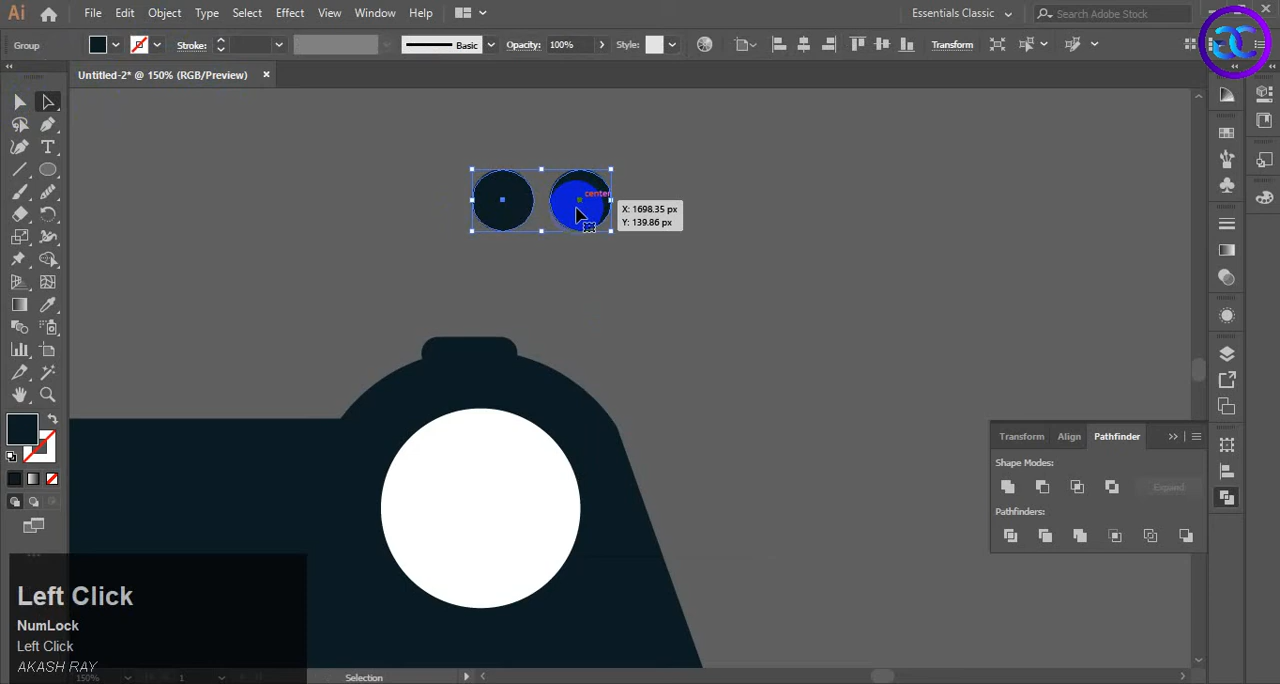 Ai File Edit Object Type Select Effect View Window Help Essentials Classic Search Adobe Stock
Group Stroke: Basic Opacity: 100% Style: Transform
Untitled-2* @ 150% (RGB/Preview) ×
center
X: 1698.35 px
Y: 139.86 px
Transform Align Pathfinder
Shape Modes:
Expand
Pathfinders:
Left Click
NumLock
Left Click
AKASH RAY
150% 1 Selection